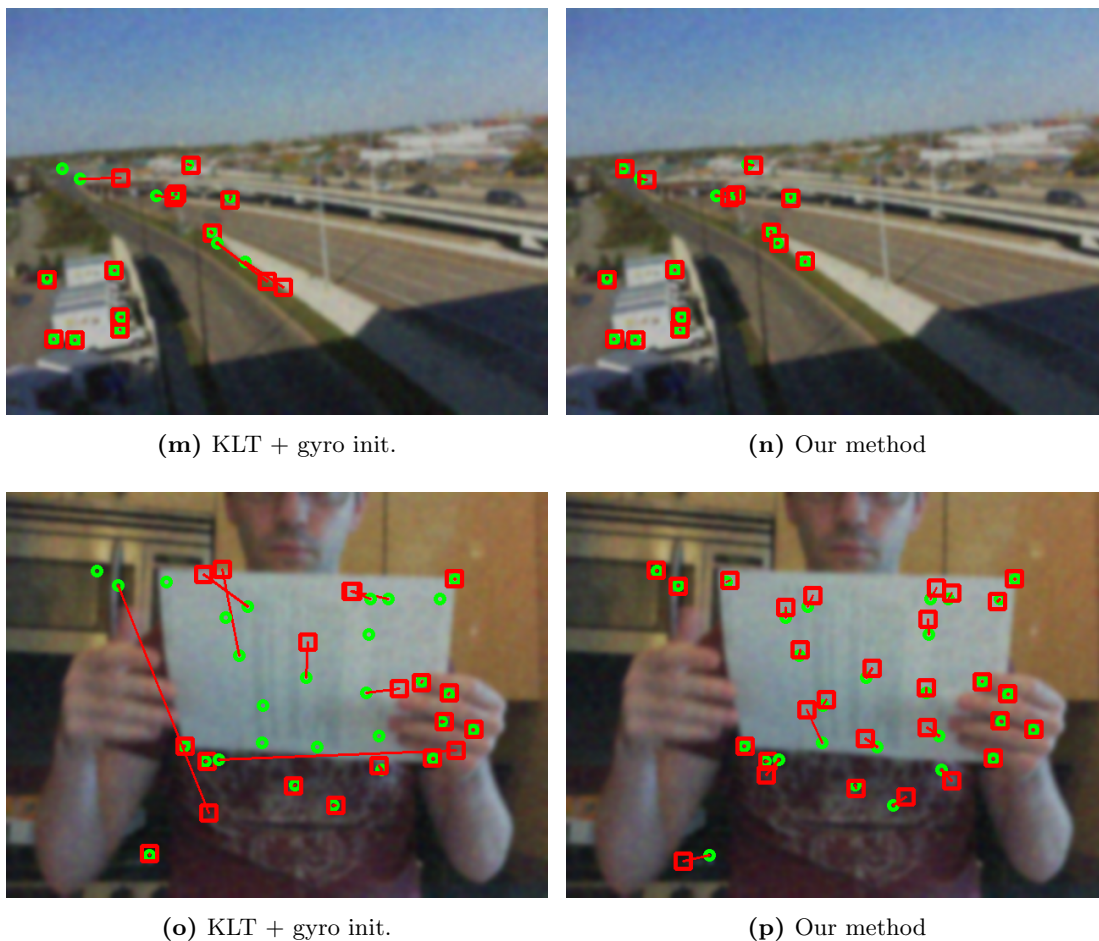 (m) KLT + gyro init.
(n) Our method
(o) KLT + gyro init.
(p) Our method